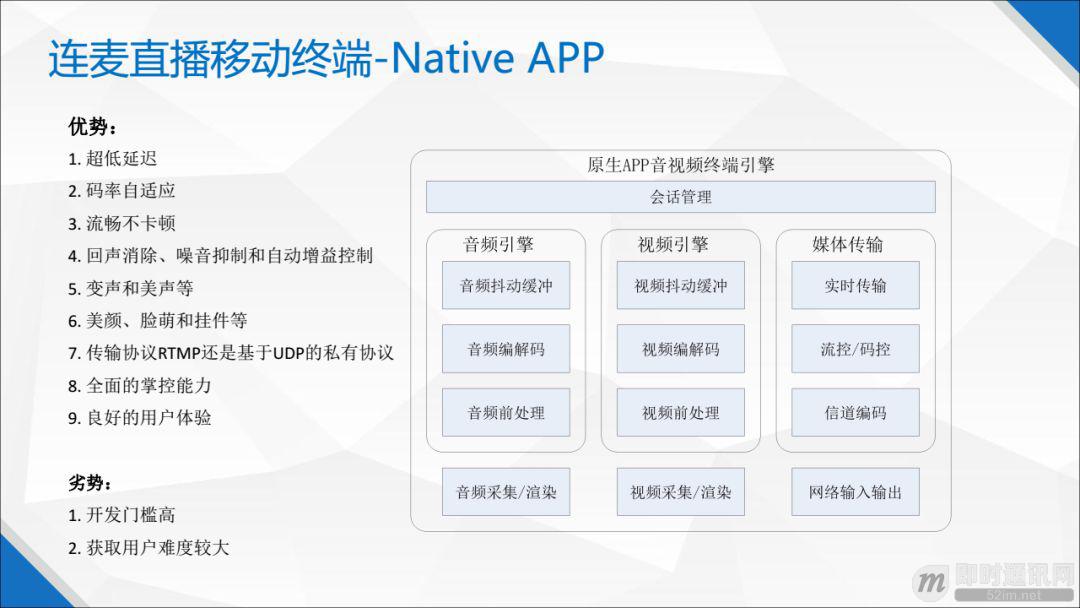 连麦直播移动终端-Native APP
优势：
1. 超低延迟
2. 码率自适应
3. 流畅不卡顿
4. 回声消除、噪音抑制和自动增益控制
5. 变声和美声等
6. 美颜、脸萌和挂件等
7. 传输协议RTMP还是基于UDP的私有协议
8. 全面的掌控能力
9. 良好的用户体验
劣势：
1. 开发门槛高
2. 获取用户难度较大
原生APP音视频终端引擎
会话管理
音频引擎
音频抖动缓冲
音频编解码
音频前处理
视频引擎
视频抖动缓冲
视频编解码
视频前处理
媒体传输
实时传输
流控/码控
信道编码
音频采集/渲染
视频采集/渲染
网络输入输出
m
即时通讯网
52im.net